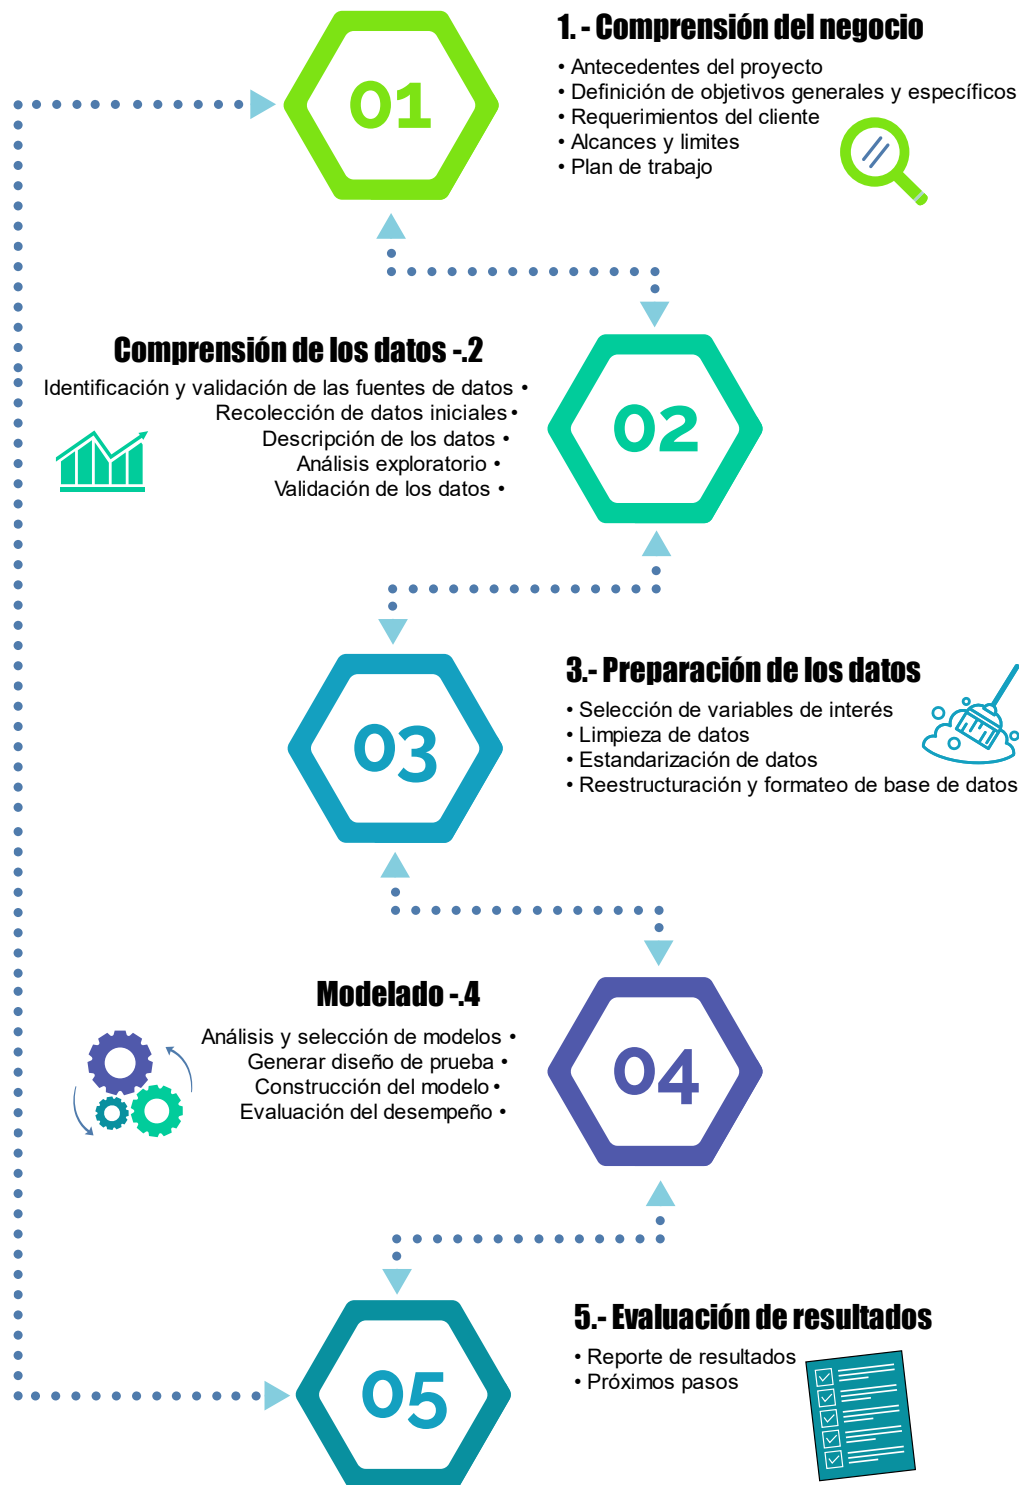 01
1. - Comprensión del negocio
• Antecedentes del proyecto
• Definición de objetivos generales y específicos
• Requerimientos del cliente
• Alcances y limites
• Plan de trabajo
Comprensión de los datos -.2
Identificación y validación de las fuentes de datos •
Recolección de datos iniciales •
Descripción de los datos •
Análisis exploratorio •
Validación de los datos •
02
03
3.- Preparación de los datos
• Selección de variables de interés
• Limpieza de datos
• Estandarización de datos
• Reestructuración y formateo de base de datos
Modelado -.4
Análisis y selección de modelos •
Generar diseño de prueba •
Construcción del modelo •
Evaluación del desempeño •
04
05
5.- Evaluación de resultados
• Reporte de resultados
• Próximos pasos